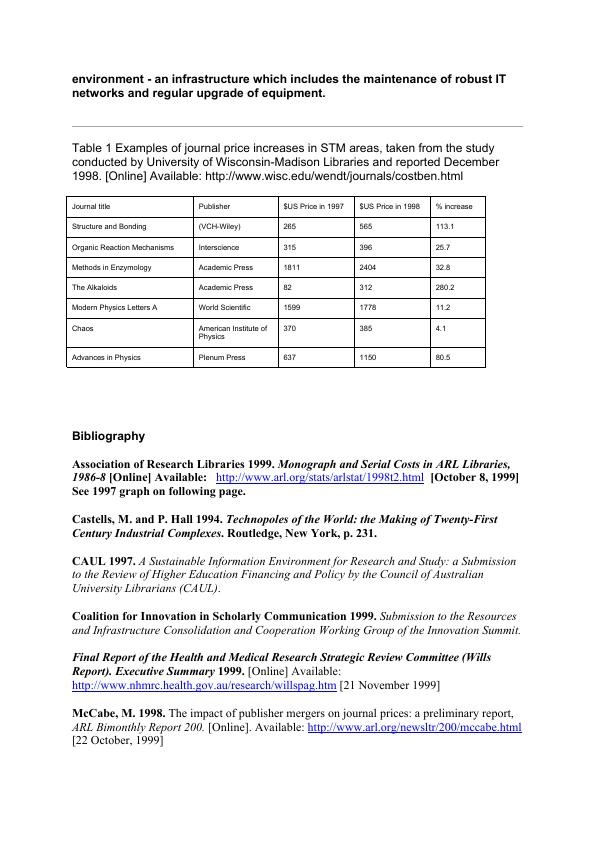 environment - an infrastructure which includes the maintenance of robust IT
networks and regular upgrade of equipment.
Table 1 Examples of journal price increases in STM areas, taken from the study
conducted by University of Wisconsin-Madison Libraries and reported December
1998. [Online] Available: http://www.wisc.edu/wendt/journals/costben.html
Journal title Publisher $US Price in 1997 $US Price in 1998 % increase
Structure and Bonding (VCH-Wiley) 265 565 113.1
Organic Reaction Mechanisms Interscience 315 396 25.7
Methods in Enzymology Academic Press 1811 2404 32.8
The Alkaloids Academic Press 82 312 280.2
Modern Physics Letters A World Scientific 1599 1778 11.2
Chaos American Institute of 370 385 4.1
Physics
Advances in Physics Plenum Press 637 1150 80.5
Bibliography
Association of Research Libraries 1999. Monograph and Serial Costs in ARL Libraries,
1986-8 [Online] Available: http://www.arl.org/stats/arlstat/1998t2.html [October 8, 1999]
See 1997 graph on following page.
Castells, M. and P. Hall 1994. Technopoles of the World: the Making of Twenty-First
Century Industrial Complexes. Routledge, New York, p. 231.
CAUL 1997. A Sustainable Information Environment for Research and Study: a Submission
to the Review of Higher Education Financing and Policy by the Council of Australian
University Librarians (CAUL).
Coalition for Innovation in Scholarly Communication 1999. Submission to the Resources
and Infrastructure Consolidation and Cooperation Working Group of the Innovation Summit.
Final Report of the Health and Medical Research Strategic Review Committee (Wills
Report). Executive Summary 1999. [Online] Available:
http://www.nhmrc.health.gov.au/research/willspag.htm [21 November 1999]
McCabe, M. 1998. The impact of publisher mergers on journal prices: a preliminary report,
ARL Bimonthly Report 200. [Online]. Available: http://www.arl.org/newsltr/200/mccabe.html
[22 October, 1999]